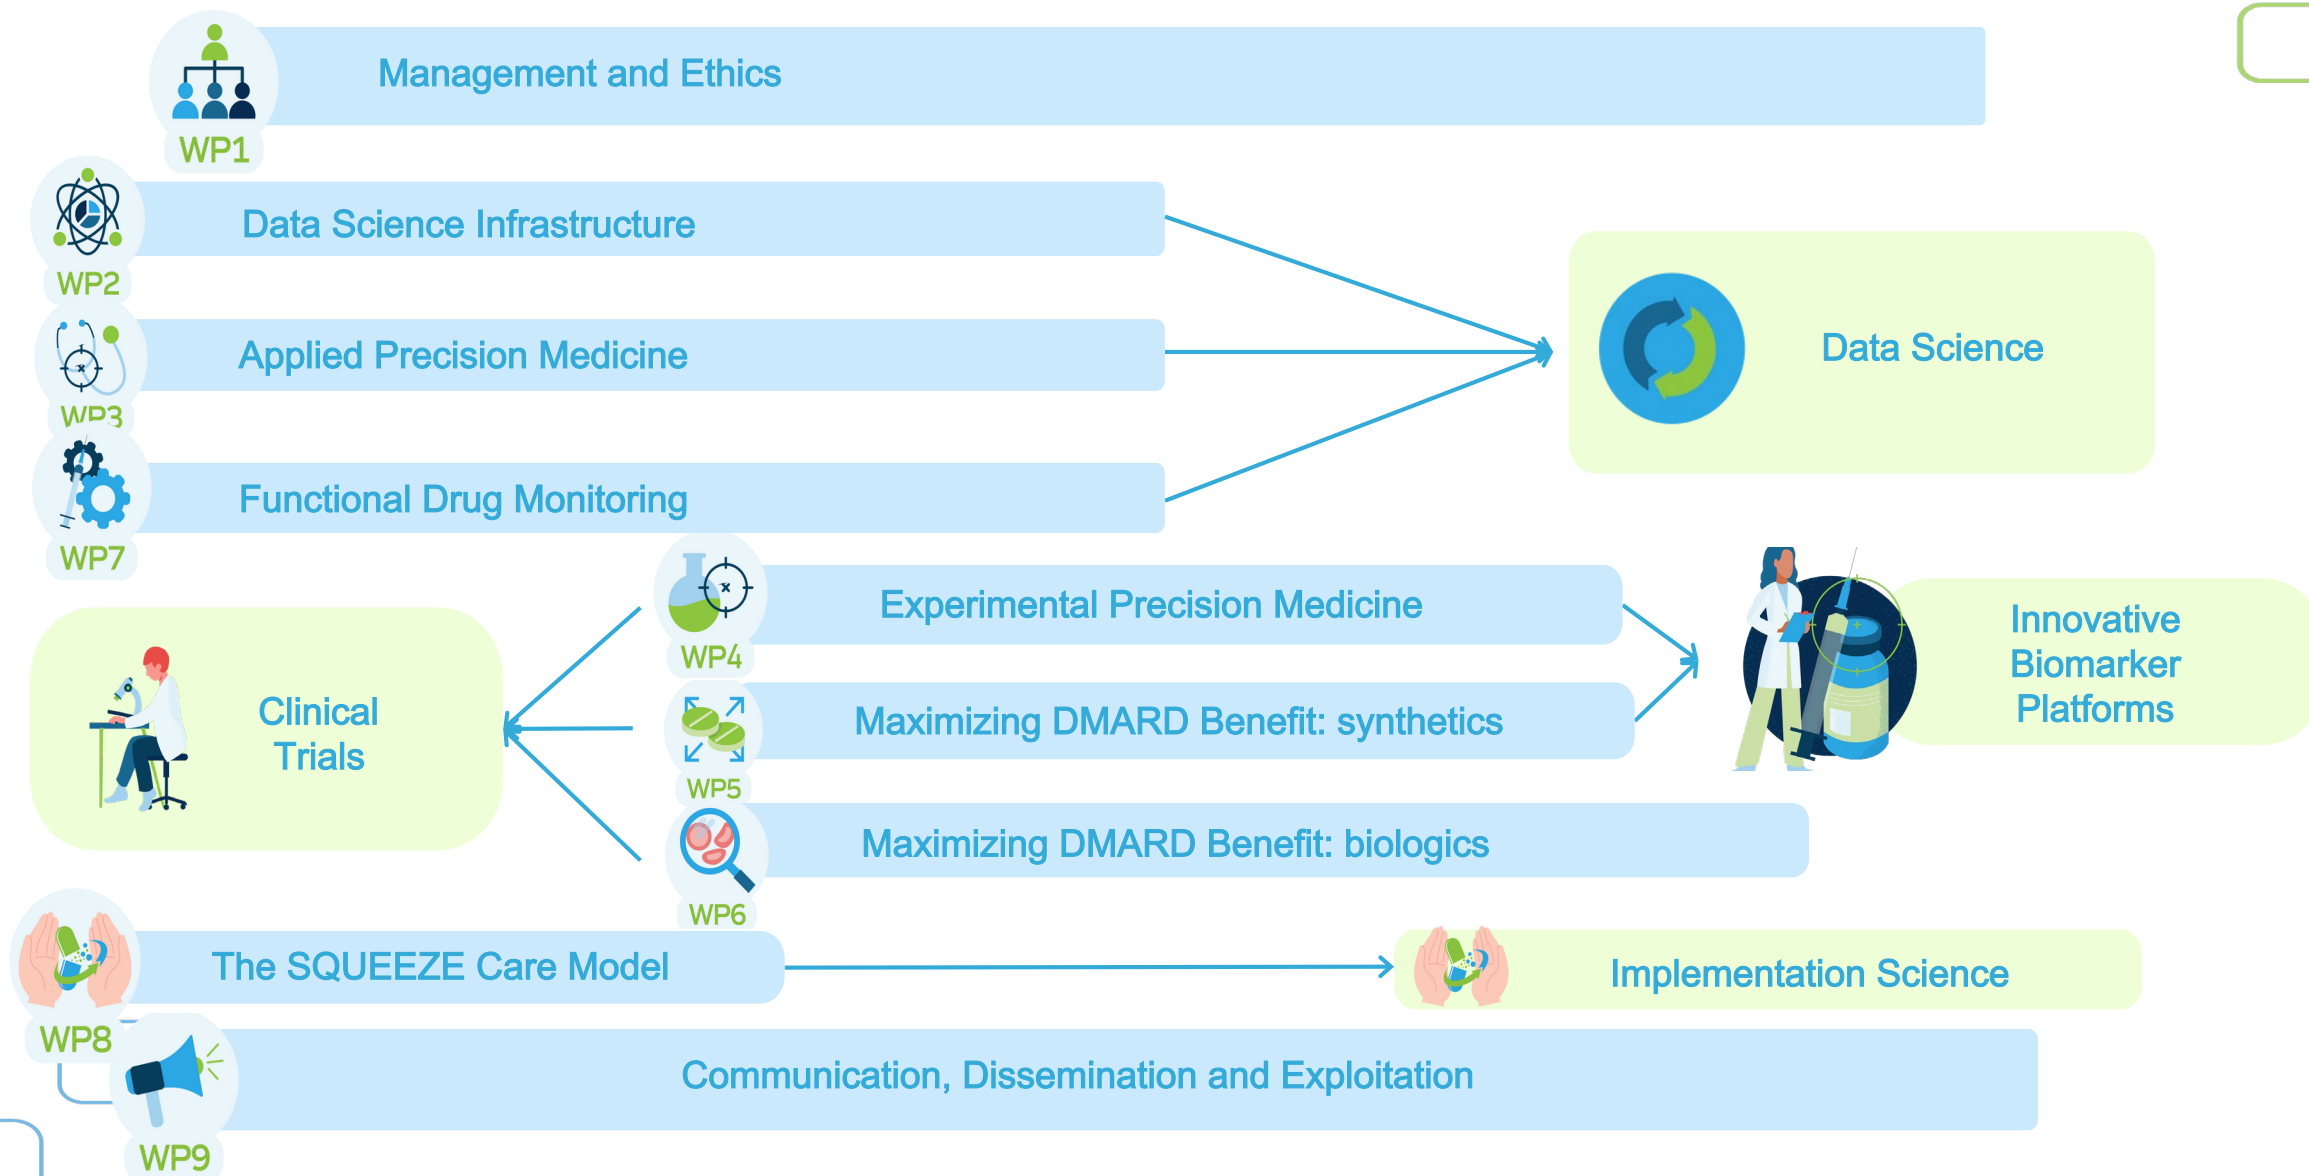 Management and Ethics
WP1
Data Science Infrastructure
WP2
Applied Precision Medicine
WP3
Data Science
Functional Drug Monitoring
WP7
Experimental Precision Medicine
WP4
Innovative
Biomarker
Platforms
Clinical
Trials
Maximizing DMARD Benefit: synthetics
WP5
Maximizing DMARD Benefit: biologics
WP6
The SQUEEZE Care Model
WP8
Implementation Science
Communication, Dissemination and Exploitation
WP9